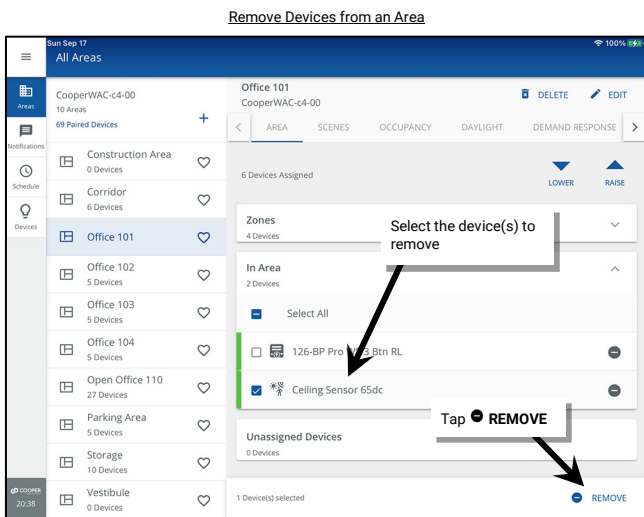 Remove Devices from an Area
Sun Sep 17
100%
All Areas
Areas
Notifications
Schedule
Devices
COOPER
20:38
CooperWAC-c4-00
10 Areas
69 Paired Devices
+
Construction Area
0 Devices
Corridor
6 Devices
Office 101
Office 102
5 Devices
Office 103
5 Devices
Office 104
5 Devices
Open Office 110
27 Devices
Parking Area
5 Devices
Storage
10 Devices
Vestibule
0 Devices
Office 101
CooperWAC-c4-00
DELETE
EDIT
AREA SCENES OCCUPANCY DAYLIGHT DEMAND RESPONSE
6 Devices Assigned
LOWER RAISE
Zones
4 Devices
Select the device(s) to
remove
In Area
2 Devices
Select All
126-BP Pro 3 Btn RL
Ceiling Sensor 65dc
Tap REMOVE
Unassigned Devices
0 Devices
1 Device(s) selected
REMOVE